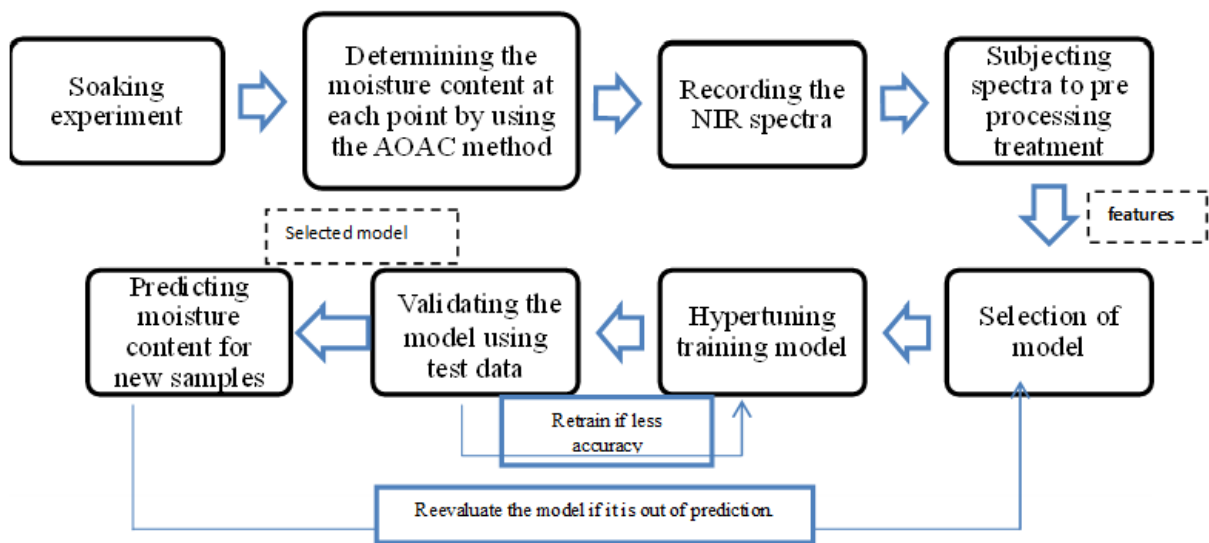 Soaking
experiment
Determining the
moisture content at
each point by using
the AOAC method
Recording the
NIR spectra
Subjecting
spectra to pre
processing
treatment
features
Selection of
model
Hypertuning
training model
Validating the
model using
test data
Selected model
Predicting
moisture
content for
new samples
Retrain if less
accuracy
Reevaluate the model if it is out of prediction.